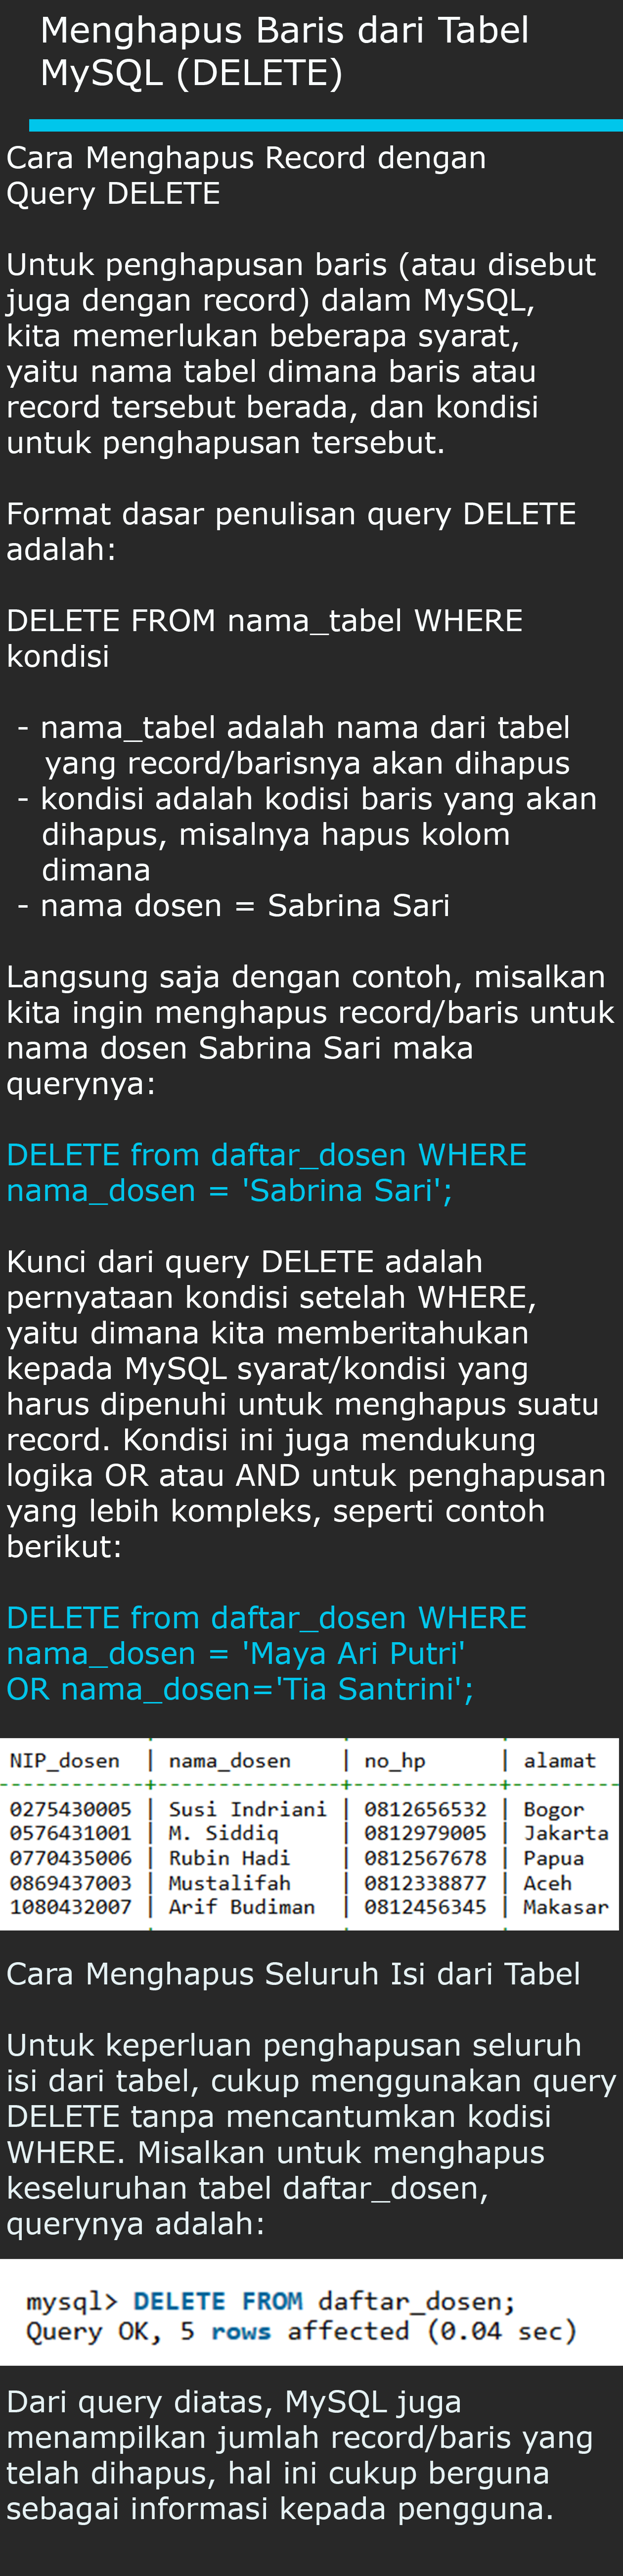 Menghapus Baris dari Tabel
MySQL (DELETE)
Cara Menghapus Record dengan
Query DELETE
Untuk penghapusan baris (atau disebut
juga dengan record) dalam MySQL,
kita memerlukan beberapa syarat,
yaitu nama tabel dimana baris atau
record tersebut berada, dan kondisi
untuk penghapusan tersebut.
Format dasar penulisan query DELETE
adalah:
DELETE FROM nama_tabel WHERE
kondisi
- nama_tabel adalah nama dari tabel
yang record/barisnya akan dihapus
- kondisi adalah kodisi baris yang akan
dihapus, misalnya hapus kolom
dimana
- nama dosen = Sabrina Sari
Langsung saja dengan contoh, misalkan
kita ingin menghapus record/baris untuk
nama dosen Sabrina Sari maka
querynya:
DELETE from daftar_dosen WHERE
nama_dosen = 'Sabrina Sari';
Kunci dari query DELETE adalah
pernyataan kondisi setelah WHERE,
yaitu dimana kita memberitahukan
kepada MySQL syarat/kondisi yang
harus dipenuhi untuk menghapus suatu
record. Kondisi ini juga mendukung
logika OR atau AND untuk penghapusan
yang lebih kompleks, seperti contoh
berikut:
DELETE from daftar_dosen WHERE
nama_dosen = 'Maya Ari Putri'
OR nama_dosen='Tia Santrini';
NIP_dosen | nama_dosen | no_hp | alamat
0275430005 | Susi Indriani | 0812656532 | Bogor
0576431001 | M. Siddiq | 0812979005 | Jakarta
0770435006 | Rubin Hadi | 0812567678 | Papua
0869437003 | Mustalifah | 0812338877 | Aceh
1080432007 | Arif Budiman | 0812456345 | Makasar
Cara Menghapus Seluruh Isi dari Tabel
Untuk keperluan penghapusan seluruh
isi dari tabel, cukup menggunakan query
DELETE tanpa mencantumkan kodisi
WHERE. Misalkan untuk menghapus
keseluruhan tabel daftar_dosen,
querynya adalah:
mysql> DELETE FROM daftar_dosen;
Query OK, 5 rows affected (0.04 sec)
Dari query diatas, MySQL juga
menampilkan jumlah record/baris yang
telah dihapus, hal ini cukup berguna
sebagai informasi kepada pengguna.